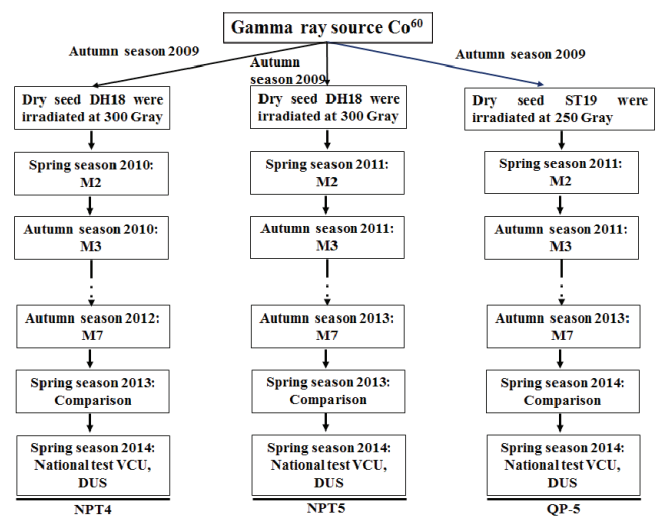 Gamma ray source Co60
Autumn season 2009
Autumn
season 2009
Autumn season 2009
Dry seed DH18 were
irradiated at 300 Gray
Spring season 2010:
M2
Autumn season 2010:
M3
Autumn season 2012:
M7
Spring season 2013:
Comparison
Spring season 2014:
National test VCU,
DUS
NPT4
Dry seed DH18 were
irradiated at 300 Gray
Spring season 2011:
M2
Autumn season 2011:
M3
Autumn season 2013:
M7
Spring season 2013:
Comparison
Spring season 2014:
National test VCU,
DUS
NPT5
Dry seed ST19 were
irradiated at 250 Gray
Spring season 2011:
M2
Autumn season 2011:
M3
Autumn season 2013:
M7
Spring season 2014:
Comparison
Spring season 2014:
National test VCU,
DUS
QP-5